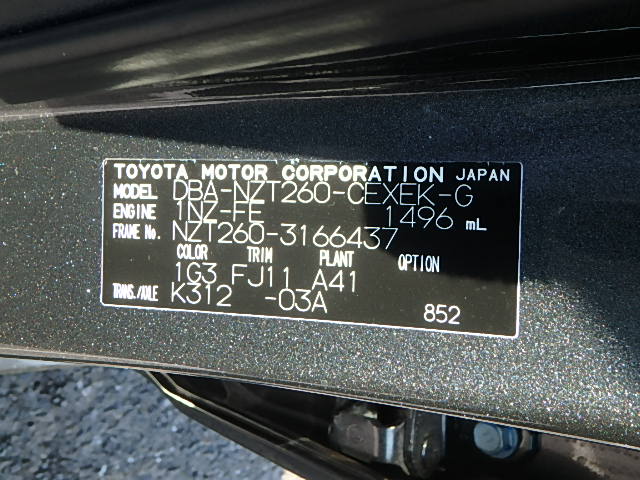 TOYOTA MOTOR CORPORATION JAPAN
MODEL DBA-NZT260-CEXEK-G
ENGINE 1NZ-FE 1496 mL
FRAME No. NZT260-3166437
COLOR TRIM PLANT OPTION
1G3 FJ11 A41
TRANS./AXLE K312 -03A
852